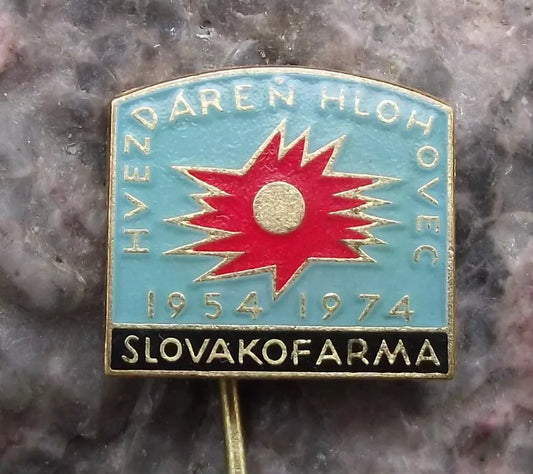 HVEZDÁREŇ HLOHOVEC
1954 1974
SLOVAKOFARMA